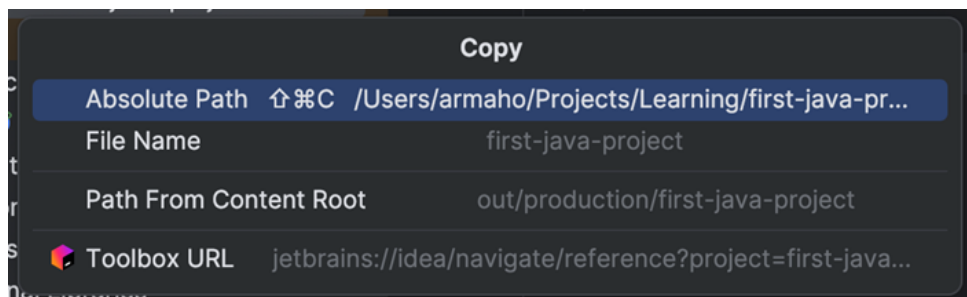 Copy
Absolute Path ⇧⌘C /Users/armaho/Projects/Learning/first-java-pr...
File Name first-java-project
Path From Content Root out/production/first-java-project
Toolbox URL jetbrains://idea/navigate/reference?project=first-java...